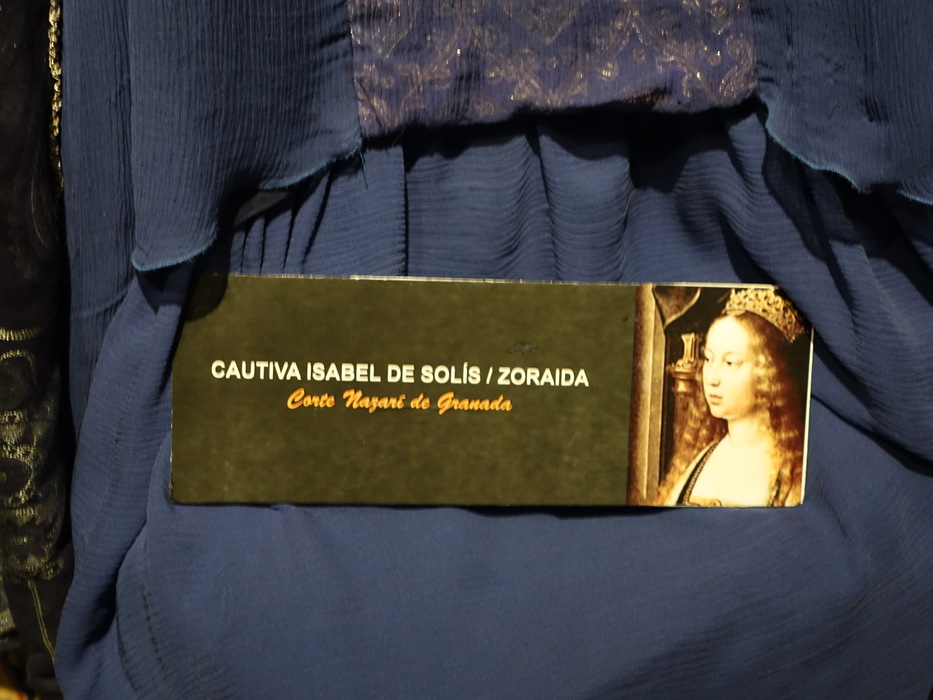 CAUTIVA ISABEL DE SOLÍS / ZORAIDA
Corte Nazarí de Granada